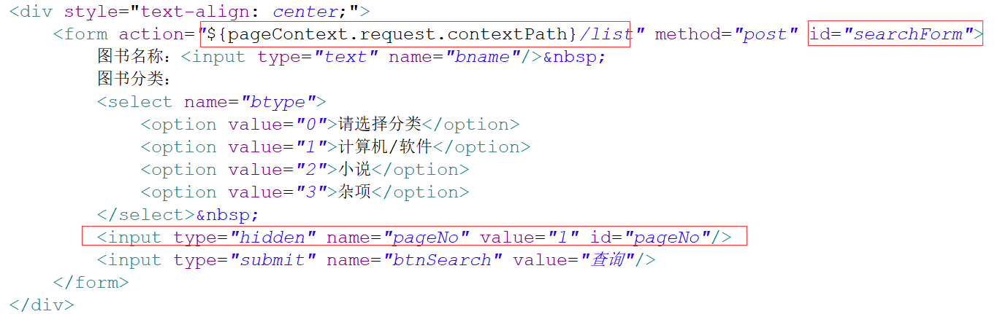 <div style="text-align: center;">
<form action="${pageContext.request.contextPath}/list" method="post" id="searchForm">
图书名称：<input type="text" name="bname"/>&nbsp;
图书分类：
<select name="btype">
<option value="0">请选择分类</option>
<option value="1">计算机/软件</option>
<option value="2">小说</option>
<option value="3">杂项</option>
</select>&nbsp;
<input type="hidden" name="pageNo" value="1" id="pageNo"/>
<input type="submit" name="btnSearch" value="查询"/>
</form>
</div>